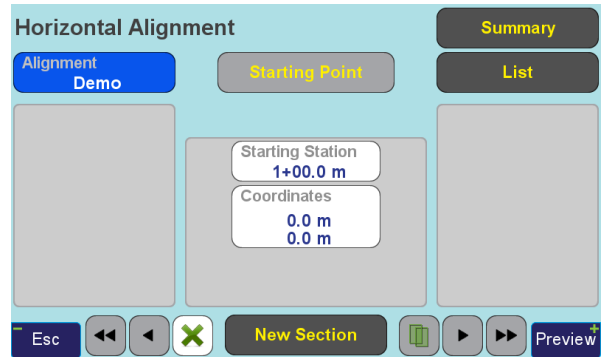 Horizontal Alignment
Summary
Alignment
Demo
Starting Point
List
Starting Station
1+00.0 m
Coordinates
0.0 m
0.0 m
Esc
New Section
Preview